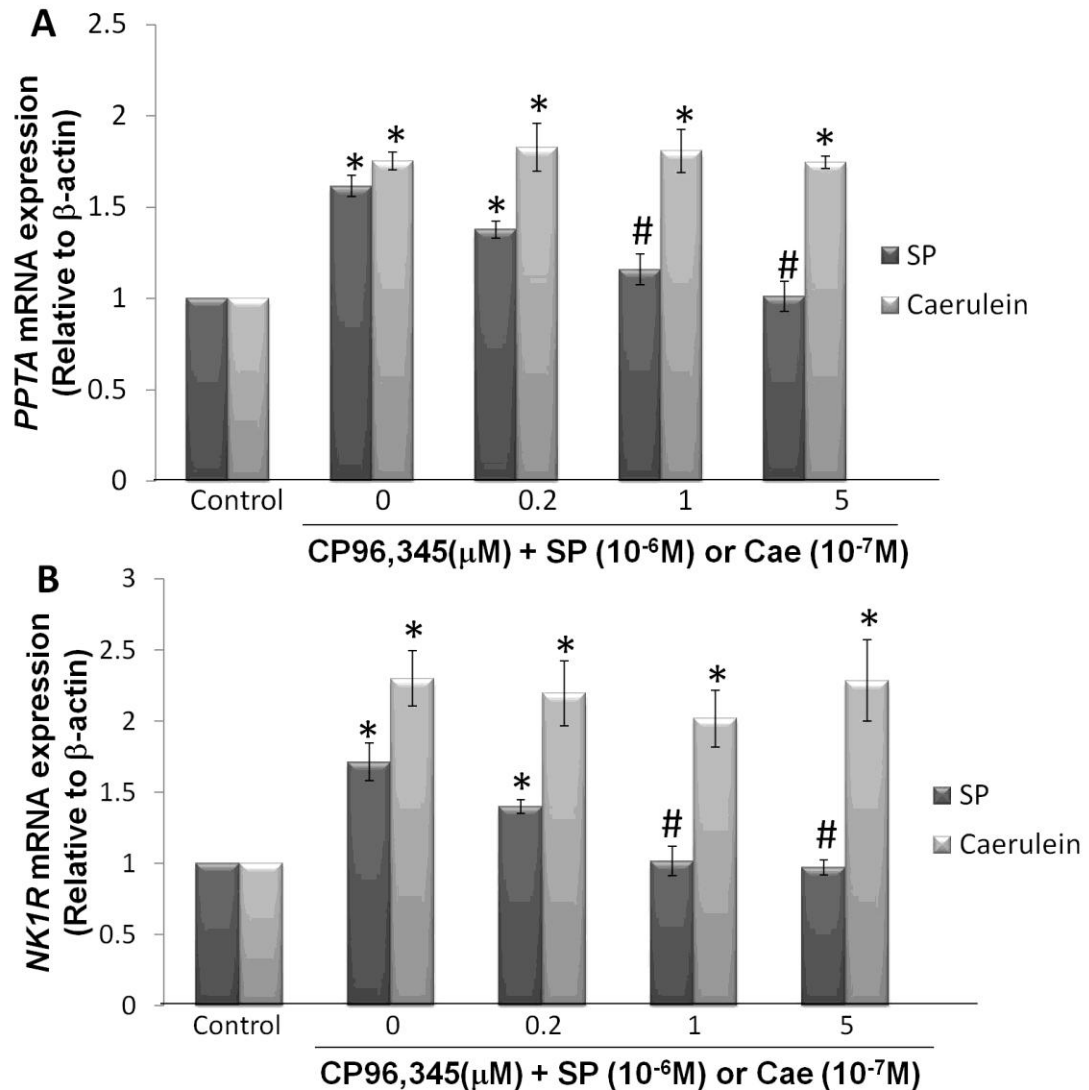 A
2.5
2
1.5
1
0.5
0
PPTA mRNA expression
(Relative to β-actin)
* * * * * # * # *
SP
Caerulein
Control 0 0.2 1 5
CP96,345(μM) + SP (10⁻⁶M) or Cae (10⁻⁷M)
B
3
2.5
2
1.5
1
0.5
0
NK1R mRNA expression
(Relative to β-actin)
* * * * # * # *
SP
Caerulein
Control 0 0.2 1 5
CP96,345(μM) + SP (10⁻⁶M) or Cae (10⁻⁷M)